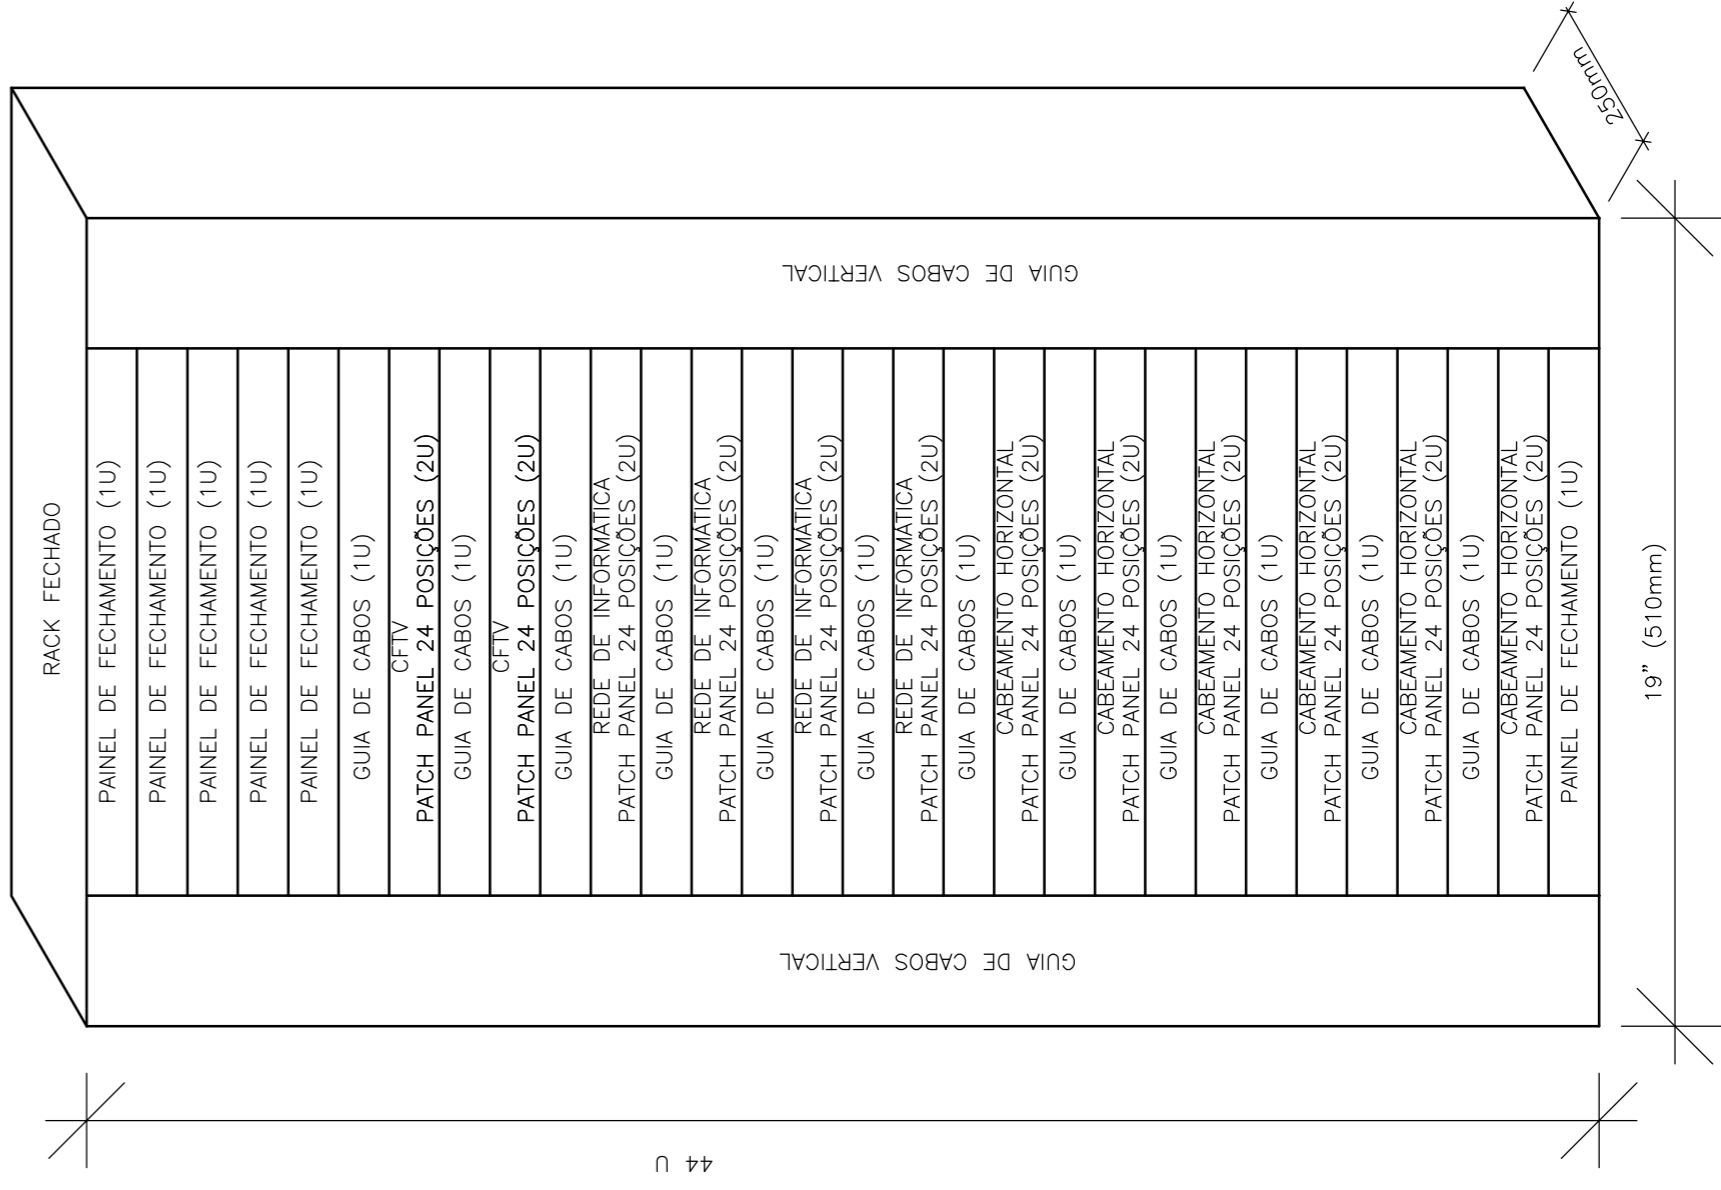 RACK FECHADO
PAINEL DE FECHAMENTO (1U)
PAINEL DE FECHAMENTO (1U)
PAINEL DE FECHAMENTO (1U)
PAINEL DE FECHAMENTO (1U)
PAINEL DE FECHAMENTO (1U)
GUIA DE CABOS (1U)
CFTV
PATCH PANEL 24 POSIÇÕES (2U)
GUIA DE CABOS (1U)
CFTV
PATCH PANEL 24 POSIÇÕES (2U)
GUIA DE CABOS (1U)
REDE DE INFORMÁTICA
PATCH PANEL 24 POSIÇÕES (2U)
GUIA DE CABOS (1U)
REDE DE INFORMÁTICA
PATCH PANEL 24 POSIÇÕES (2U)
GUIA DE CABOS (1U)
REDE DE INFORMÁTICA
PATCH PANEL 24 POSIÇÕES (2U)
GUIA DE CABOS (1U)
REDE DE INFORMÁTICA
PATCH PANEL 24 POSIÇÕES (2U)
GUIA DE CABOS (1U)
CABEAMENTO HORIZONTAL
PATCH PANEL 24 POSIÇÕES (2U)
GUIA DE CABOS (1U)
CABEAMENTO HORIZONTAL
PATCH PANEL 24 POSIÇÕES (2U)
GUIA DE CABOS (1U)
CABEAMENTO HORIZONTAL
PATCH PANEL 24 POSIÇÕES (2U)
GUIA DE CABOS (1U)
CABEAMENTO HORIZONTAL
PATCH PANEL 24 POSIÇÕES (2U)
GUIA DE CABOS (1U)
CABEAMENTO HORIZONTAL
PATCH PANEL 24 POSIÇÕES (2U)
GUIA DE CABOS (1U)
CABEAMENTO HORIZONTAL
PATCH PANEL 24 POSIÇÕES (2U)
PAINEL DE FECHAMENTO (1U)
GUIA DE CABOS VERTICAL
GUIA DE CABOS VERTICAL
44 U
19" (510mm)
250mm